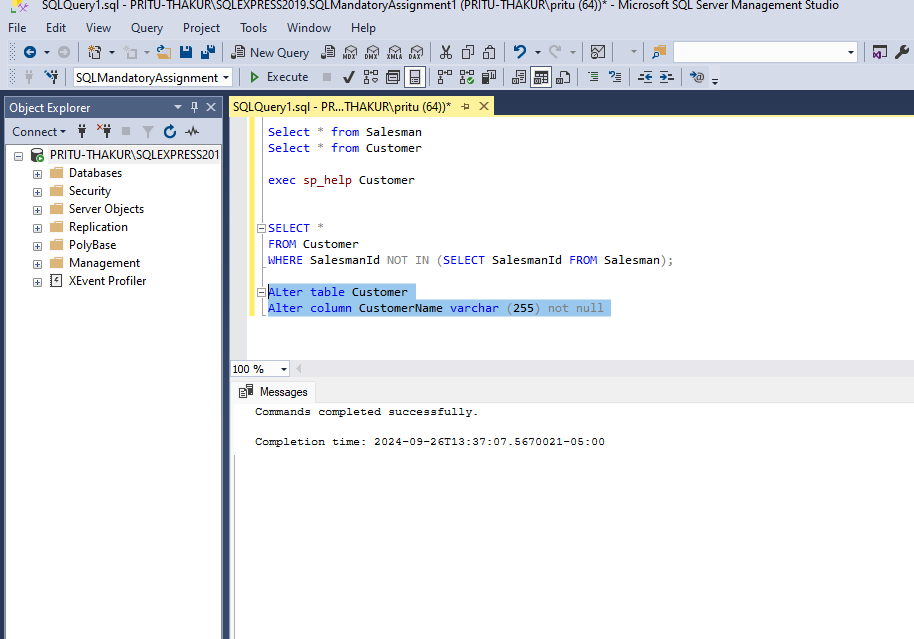 SQLQuery1.sql - PRITU-THAKUR\SQLEXPRESS2019.SQLMandatoryAssignment1 (PRITU-THAKUR\pritu (64))* - Microsoft SQL Server Management Studio
File Edit View Query Project Tools Window Help
New Query MDX DMX XMLA DAX
SQLMandatoryAssignment Execute
Object Explorer
SQLQuery1.sql - PR...THAKUR\pritu (64))*
Connect
PRITU-THAKUR\SQLEXPRESS201
Databases
Security
Server Objects
Replication
PolyBase
Management
XEvent Profiler
Select * from Salesman
Select * from Customer
exec sp_help Customer
SELECT *
FROM Customer
WHERE SalesmanId NOT IN (SELECT SalesmanId FROM Salesman);
ALter table Customer
Alter column CustomerName varchar (255) not null
100 %
Messages
Commands completed successfully.
Completion time: 2024-09-26T13:37:07.5670021-05:00